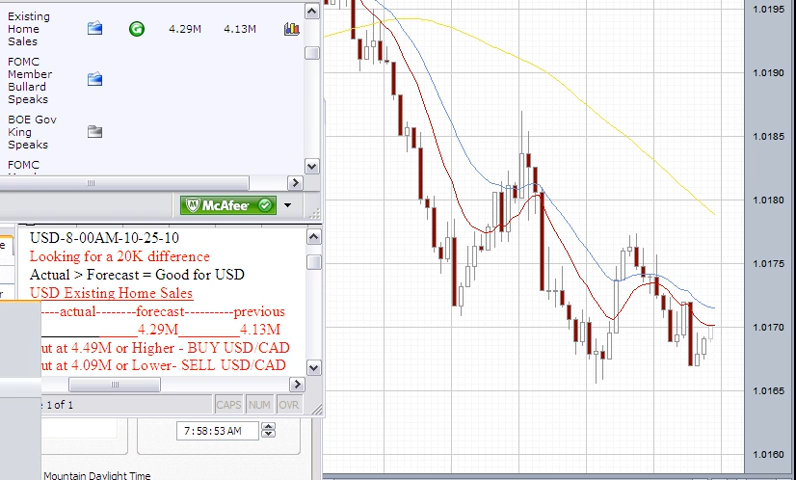 Existing
Home
Sales
4.29M
4.13M
FOMC
Member
Bullard
Speaks
BOE Gov
King
Speaks
FOMC
McAfee
USD-8-00AM-10-25-10
Looking for a 20K difference
Actual > Forecast = Good for USD
USD Existing Home Sales
-----actual--------forecast----------previous
4.29M
4.13M
ut at 4.49M or Higher - BUY USD/CAD
ut at 4.09M or Lower- SELL USD/CAD
e 1 of 1
CAPS
NUM
OVR
7:58:53 AM
Mountain Daylight Time
1.0195
1.0190
1.0185
1.0180
1.0175
1.0170
1.0165
1.0160